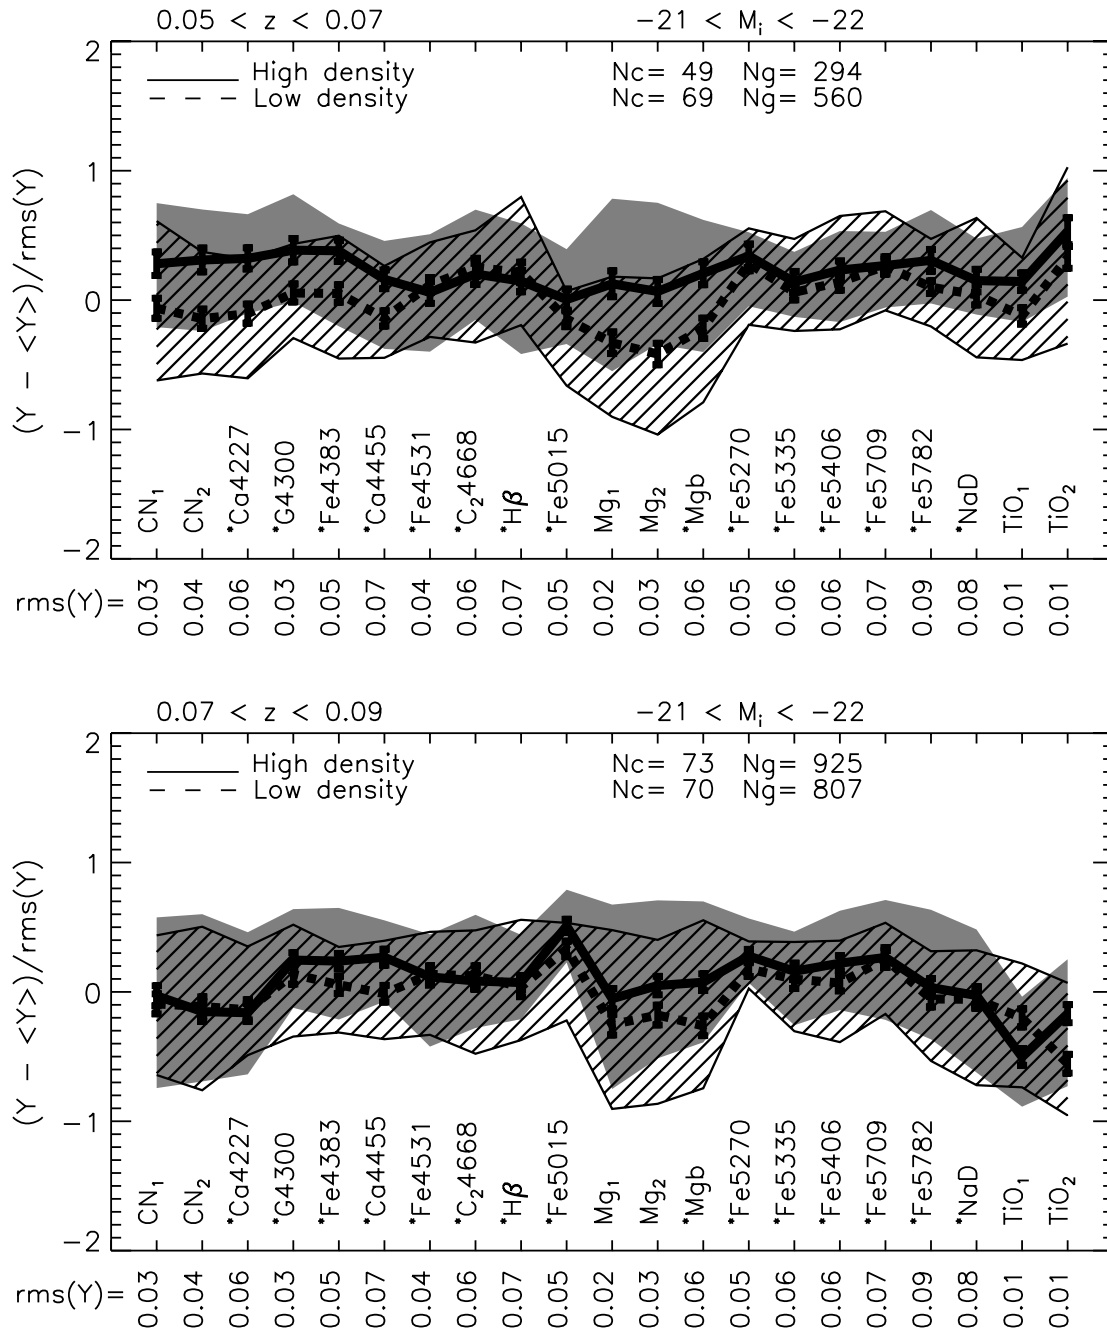 0.05 < z < 0.07 -21 < Mᵢ < -22
2
High density Nc= 49 Ng= 294
Low density Nc= 69 Ng= 560
1
0
-1
-2
(Y - <Y>)/rms(Y)
CN₁ CN₂ *Ca4227 *G4300 *Fe4383 *Ca4455 *Fe4531 *C₂4668 *Hβ *Fe5015 Mg₁ Mg₂ *Mgb *Fe5270 *Fe5335 *Fe5406 *Fe5709 *Fe5782 *NaD TiO₁ TiO₂
rms(Y)= 0.03 0.04 0.06 0.03 0.05 0.07 0.04 0.06 0.07 0.05 0.02 0.03 0.06 0.05 0.06 0.06 0.07 0.09 0.08 0.01 0.01
0.07 < z < 0.09 -21 < Mᵢ < -22
2
High density Nc= 73 Ng= 925
Low density Nc= 70 Ng= 807
1
0
-1
-2
(Y - <Y>)/rms(Y)
CN₁ CN₂ *Ca4227 *G4300 *Fe4383 *Ca4455 *Fe4531 *C₂4668 *Hβ *Fe5015 Mg₁ Mg₂ *Mgb *Fe5270 *Fe5335 *Fe5406 *Fe5709 *Fe5782 *NaD TiO₁ TiO₂
rms(Y)= 0.03 0.04 0.06 0.03 0.05 0.07 0.04 0.06 0.07 0.05 0.02 0.03 0.06 0.05 0.06 0.06 0.07 0.09 0.08 0.01 0.01